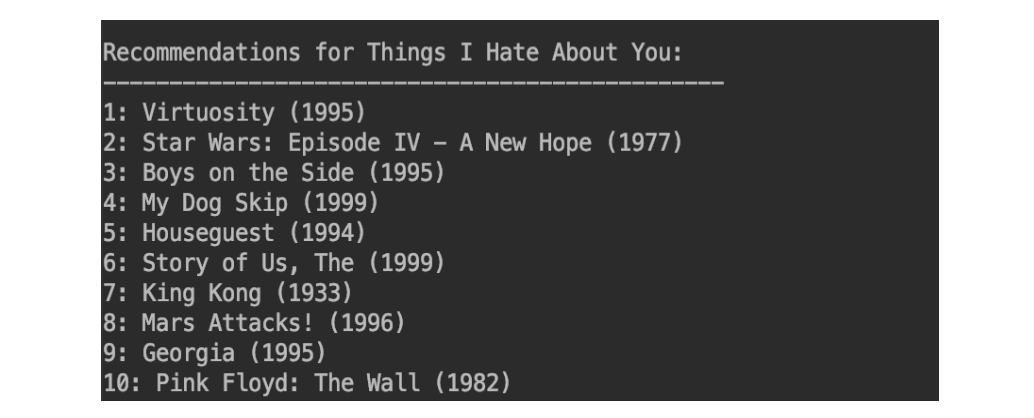 Recommendations for Things I Hate About You:
-----------------------------------------------
1: Virtuosity (1995)
2: Star Wars: Episode IV - A New Hope (1977)
3: Boys on the Side (1995)
4: My Dog Skip (1999)
5: Houseguest (1994)
6: Story of Us, The (1999)
7: King Kong (1933)
8: Mars Attacks! (1996)
9: Georgia (1995)
10: Pink Floyd: The Wall (1982)